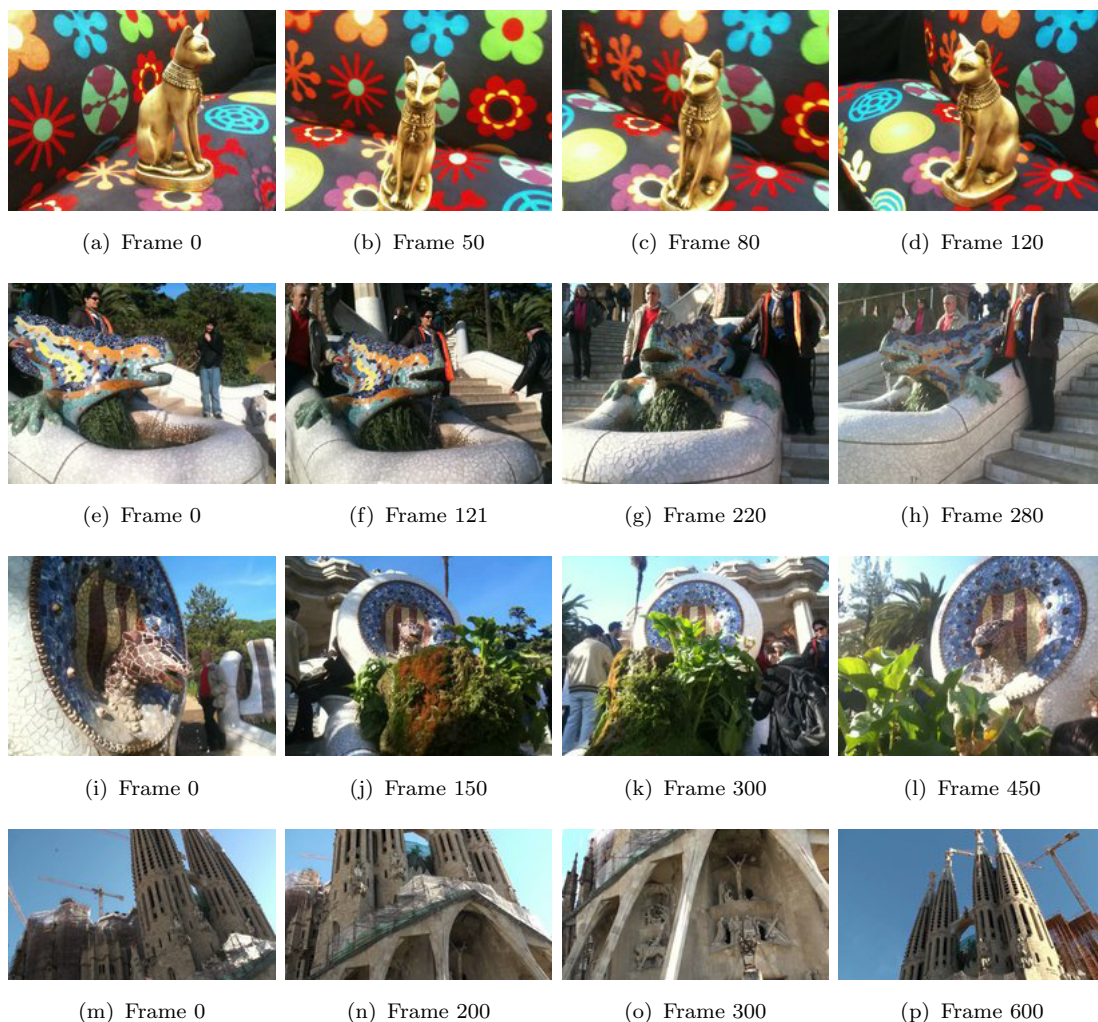 (a) Frame 0
(b) Frame 50
(c) Frame 80
(d) Frame 120
(e) Frame 0
(f) Frame 121
(g) Frame 220
(h) Frame 280
(i) Frame 0
(j) Frame 150
(k) Frame 300
(l) Frame 450
(m) Frame 0
(n) Frame 200
(o) Frame 300
(p) Frame 600